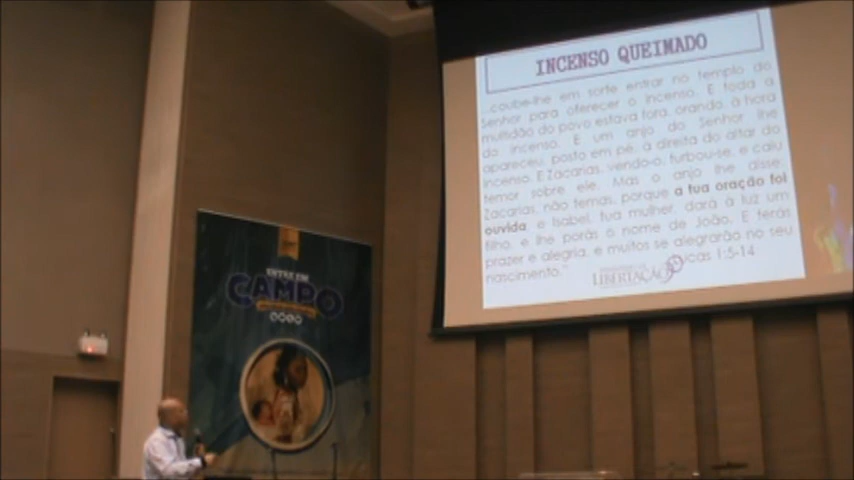 INCENSO QUEIMADO
...coube-lhe em sorte entrar no templo do
Senhor para oferecer o incenso. E toda a
multidão do povo estava fora, orando, à hora
do incenso. E um anjo do Senhor lhe
apareceu, posto em pé, à direita do altar do
incenso. E Zacarias, vendo-o, turbou-se, e caiu
temor sobre ele. Mas o anjo lhe disse:
Zacarias, não temas, porque a tua oração foi
ouvida, e Isabel, tua mulher, dará à luz um
filho, e lhe porás o nome de João. E terás
prazer e alegria, e muitos se alegrarão no seu
nascimento."
LIBERTAÇÃO
ucas 1:5-14
ENTRE EM
CAMPO